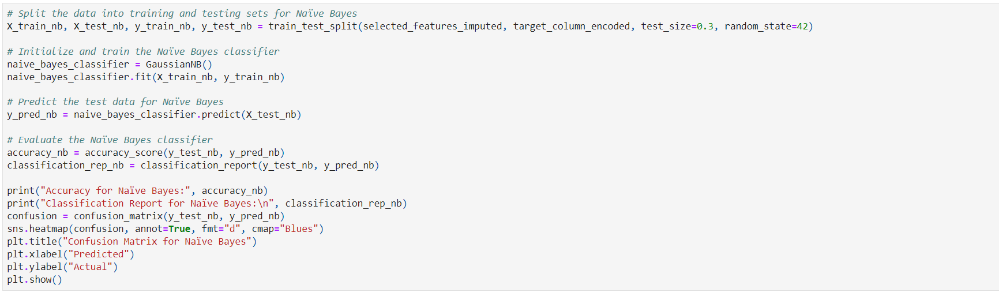 # Split the data into training and testing sets for Naïve Bayes
X_train_nb, X_test_nb, y_train_nb, y_test_nb = train_test_split(selected_features_imputed, target_column_encoded, test_size=0.3, random_state=42)
# Initialize and train the Naïve Bayes classifier
naive_bayes_classifier = GaussianNB()
naive_bayes_classifier.fit(X_train_nb, y_train_nb)
# Predict the test data for Naïve Bayes
y_pred_nb = naive_bayes_classifier.predict(X_test_nb)
# Evaluate the Naïve Bayes classifier
accuracy_nb = accuracy_score(y_test_nb, y_pred_nb)
classification_rep_nb = classification_report(y_test_nb, y_pred_nb)
print("Accuracy for Naïve Bayes:", accuracy_nb)
print("Classification Report for Naïve Bayes:\n", classification_rep_nb)
confusion = confusion_matrix(y_test_nb, y_pred_nb)
sns.heatmap(confusion, annot=True, fmt="d", cmap="Blues")
plt.title("Confusion Matrix for Naïve Bayes")
plt.xlabel("Predicted")
plt.ylabel("Actual")
plt.show()